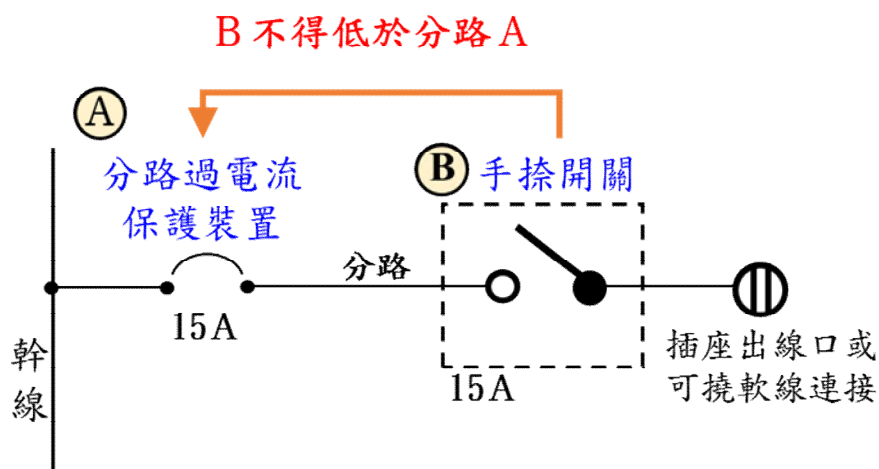 B 不得低於分路 A
A
分路過電流
保護裝置
B 手捺開關
分路
15A
15A
幹線
插座出線口或
可撓軟線連接